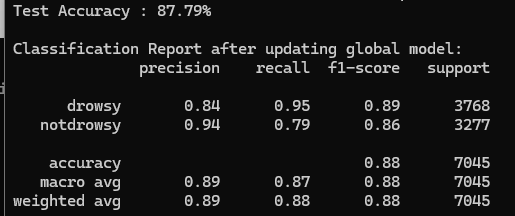 Test Accuracy : 87.79%
Classification Report after updating global model:
precision recall f1-score support
drowsy 0.84 0.95 0.89 3768
notdrowsy 0.94 0.79 0.86 3277
accuracy 0.88 7045
macro avg 0.89 0.87 0.88 7045
weighted avg 0.89 0.88 0.88 7045